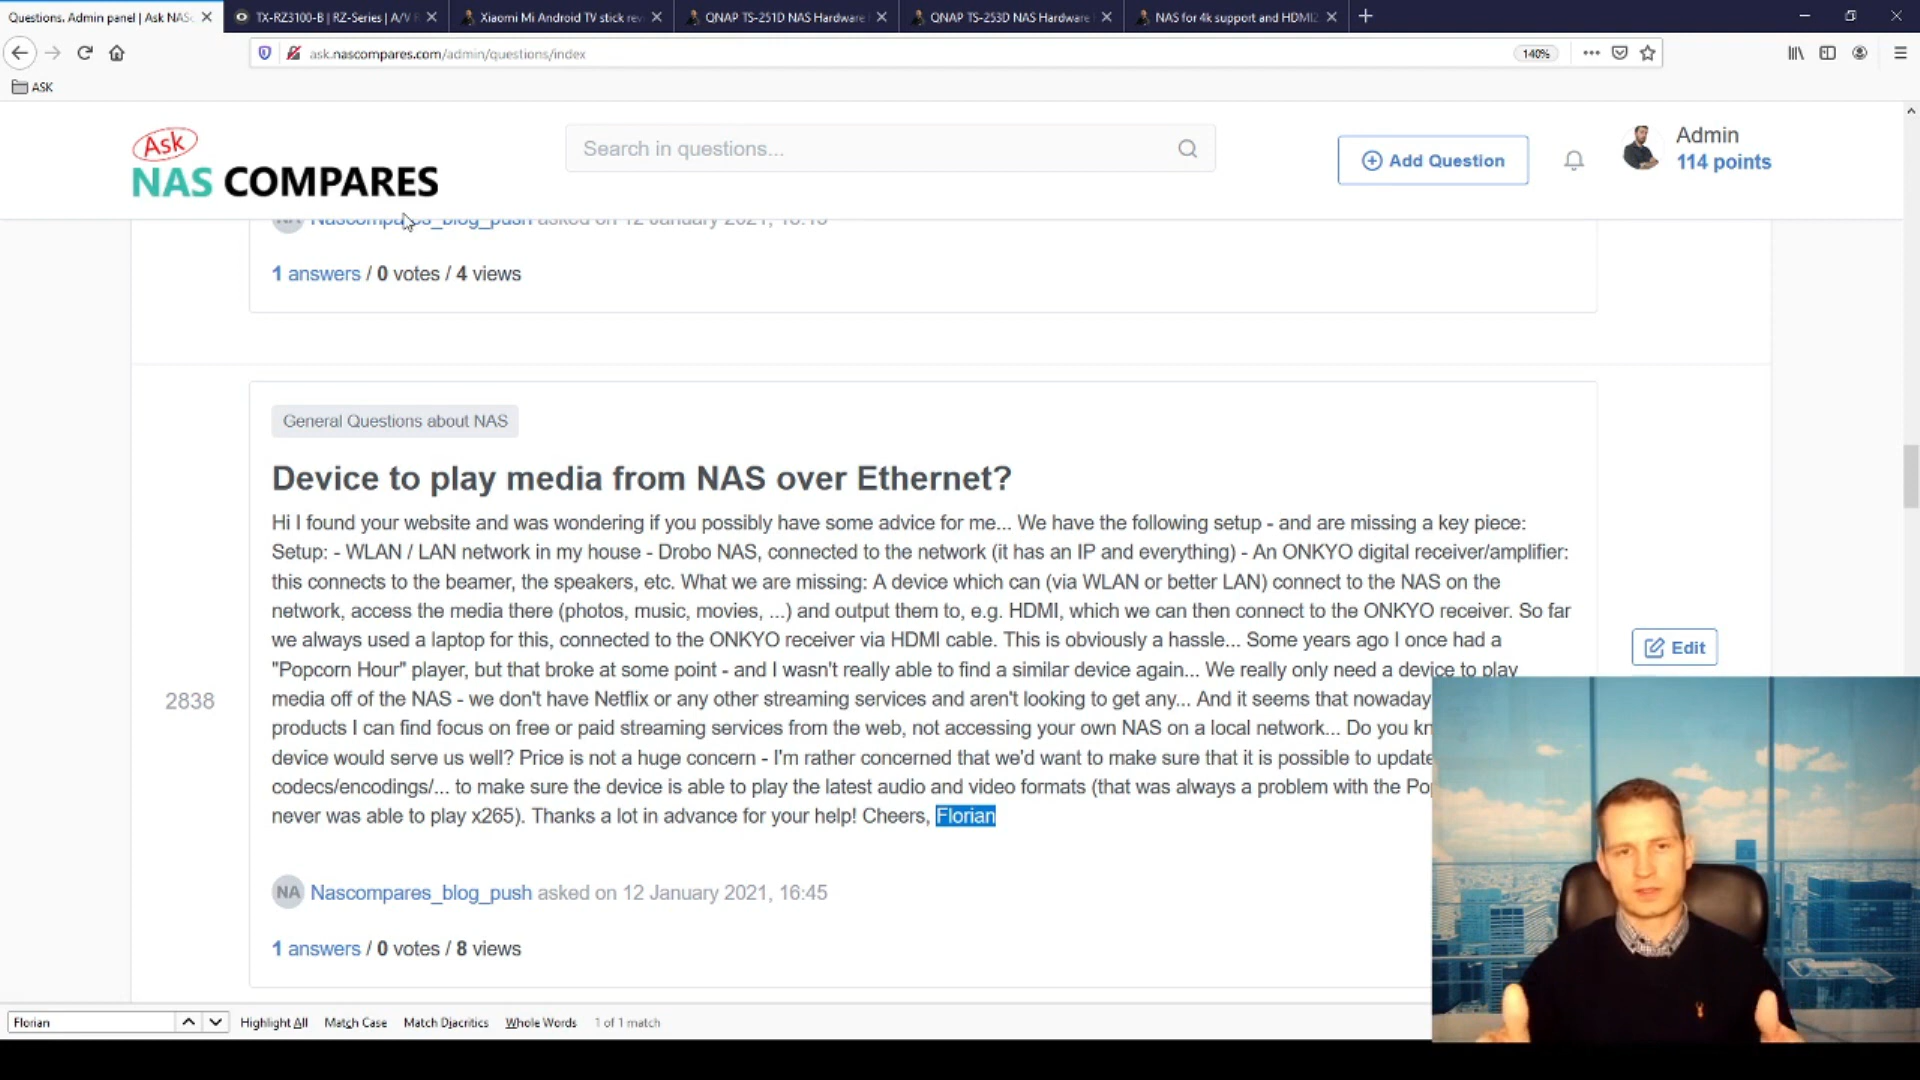 Questions. Admin panel | Ask NAS
TX-RZ3100-B | RZ-Series | A/V
Xiaomi Mi Android TV stick rev
QNAP TS-251D NAS Hardware
QNAP TS-253D NAS Hardware
NAS for 4k support and HDMI2
ask.nascompares.com/admin/questions/index
140%
ASK
Ask
NAS COMPARES
Search in questions...
Add Question
Admin
114 points
Nascompares_blog_push asked on 12 January 2021,
1 answers / 0 votes / 4 views
General Questions about NAS
Device to play media from NAS over Ethernet?
Hi I found your website and was wondering if you possibly have some advice for me... We have the following setup - and are missing a key piece:
Setup: - WLAN / LAN network in my house - Drobo NAS, connected to the network (it has an IP and everything) - An ONKYO digital receiver/amplifier:
this connects to the beamer, the speakers, etc. What we are missing: A device which can (via WLAN or better LAN) connect to the NAS on the
network, access the media there (photos, music, movies, ...) and output them to, e.g. HDMI, which we can then connect to the ONKYO receiver. So far
we always used a laptop for this, connected to the ONKYO receiver via HDMI cable. This is obviously a hassle... Some years ago I once had a
"Popcorn Hour" player, but that broke at some point - and I wasn't really able to find a similar device again... We really only need a device to play
media off of the NAS - we don't have Netflix or any other streaming services and aren't looking to get any... And it seems that nowaday
products I can find focus on free or paid streaming services from the web, not accessing your own NAS on a local network... Do you kn
device would serve us well? Price is not a huge concern - I'm rather concerned that we'd want to make sure that it is possible to update
codecs/encodings/... to make sure the device is able to play the latest audio and video formats (that was always a problem with the Po
never was able to play x265). Thanks a lot in advance for your help! Cheers, Florian
Edit
2838
NA Nascompares_blog_push asked on 12 January 2021, 16:45
1 answers / 0 votes / 8 views
Florian
Highlight All
Match Case
Match Diacritics
Whole Words
1 of 1 match